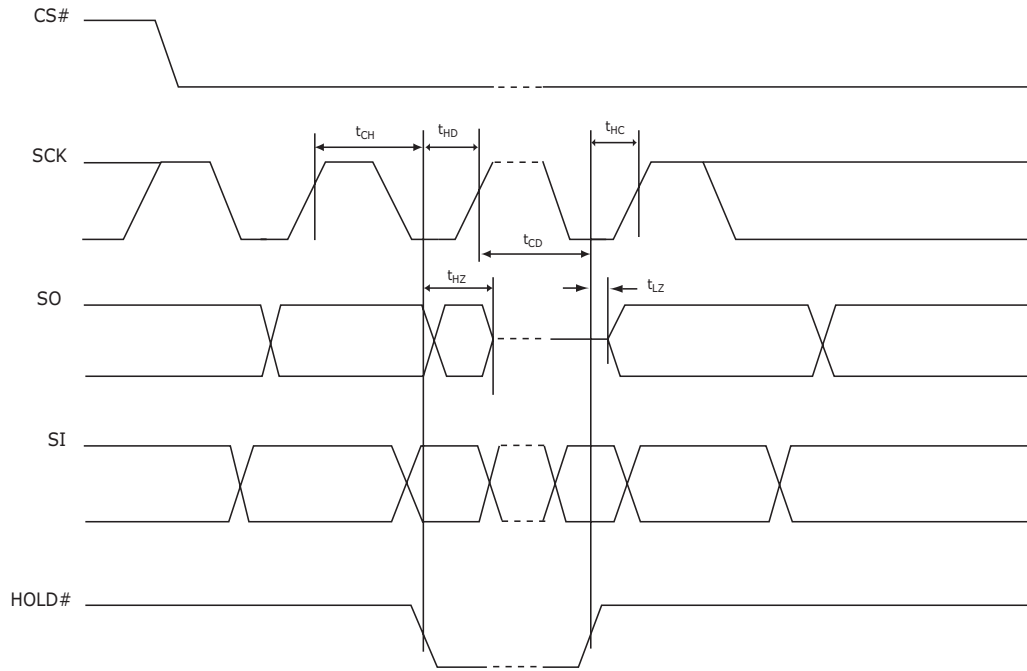 CS#
tCH
tHD
tHC
SCK
tCD
tHZ
tLZ
SO
SI
HOLD#